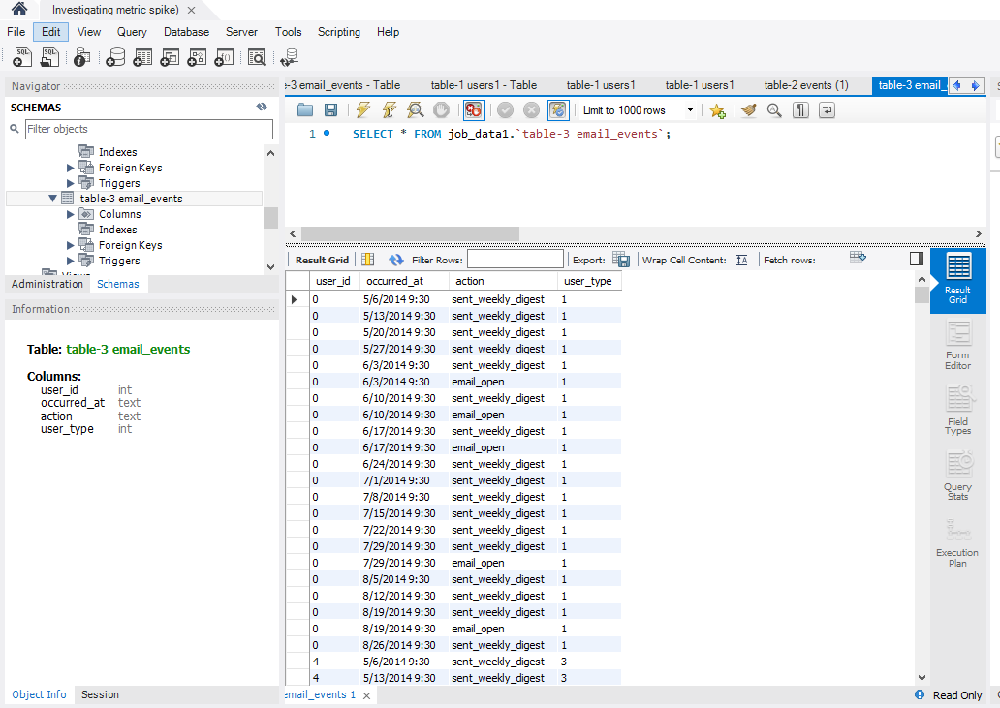 Investigating metric spike)
File Edit View Query Database Server Tools Scripting Help
Navigator
SCHEMAS
Filter objects
Indexes
Foreign Keys
Triggers
table-3 email_events
Columns
Indexes
Foreign Keys
Triggers
Views
Administration Schemas
Information
Table: table-3 email_events
Columns:
user_id int
occurred_at text
action text
user_type int
Object Info Session
-3 email_events - Table table-1 users1 - Table table-1 users1 table-1 users1 table-2 events (1) table-3 email_
Limit to 1000 rows
1 SELECT * FROM job_data1.`table-3 email_events`;
Result Grid Filter Rows: Export: Wrap Cell Content: Fetch rows:
user_id occurred_at action user_type
0 5/6/2014 9:30 sent_weekly_digest 1
0 5/13/2014 9:30 sent_weekly_digest 1
0 5/20/2014 9:30 sent_weekly_digest 1
0 5/27/2014 9:30 sent_weekly_digest 1
0 6/3/2014 9:30 sent_weekly_digest 1
0 6/3/2014 9:30 email_open 1
0 6/10/2014 9:30 sent_weekly_digest 1
0 6/10/2014 9:30 email_open 1
0 6/17/2014 9:30 sent_weekly_digest 1
0 6/17/2014 9:30 email_open 1
0 6/24/2014 9:30 sent_weekly_digest 1
0 7/1/2014 9:30 sent_weekly_digest 1
0 7/8/2014 9:30 sent_weekly_digest 1
0 7/15/2014 9:30 sent_weekly_digest 1
0 7/22/2014 9:30 sent_weekly_digest 1
0 7/29/2014 9:30 sent_weekly_digest 1
0 7/29/2014 9:30 email_open 1
0 8/5/2014 9:30 sent_weekly_digest 1
0 8/12/2014 9:30 sent_weekly_digest 1
0 8/19/2014 9:30 sent_weekly_digest 1
0 8/19/2014 9:30 email_open 1
0 8/26/2014 9:30 sent_weekly_digest 1
4 5/6/2014 9:30 sent_weekly_digest 3
4 5/13/2014 9:30 sent_weekly_digest 3
Result
Grid
Form
Editor
Field
Types
Query
Stats
Execution
Plan
email_events 1
Read Only